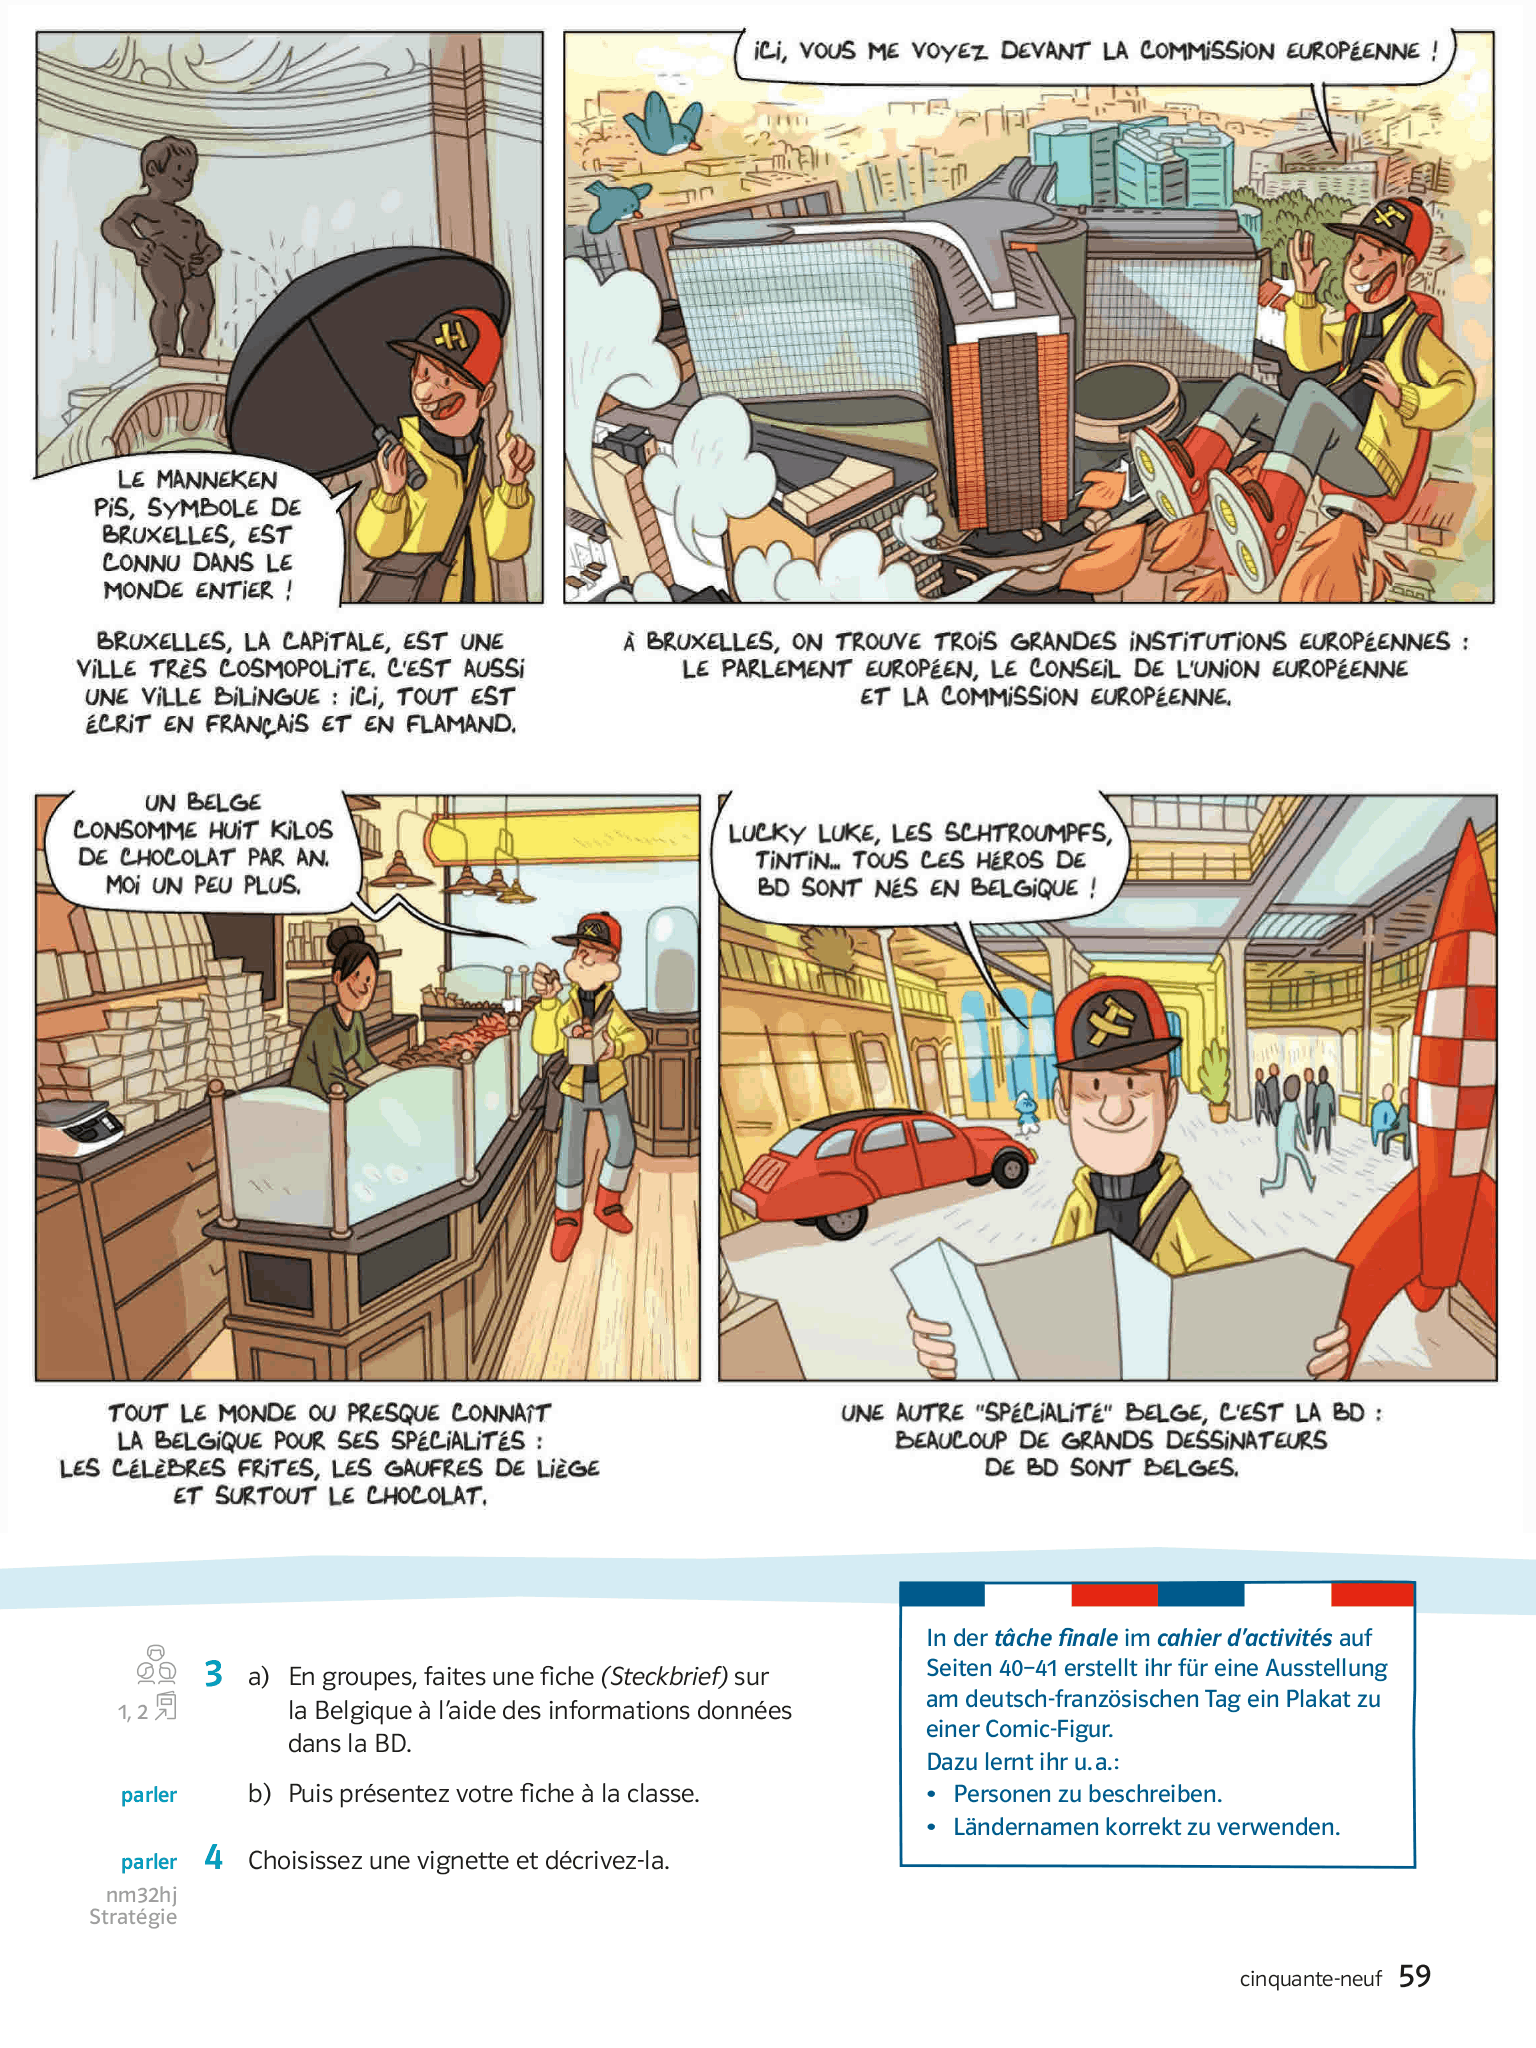 LE MANNEKEN
PIS, SYMBOLE DE
BRUXELLES, EST
CONNU DANS LE
MONDE ENTIER !
BRUXELLES, LA CAPITALE, EST UNE
VILLE TRÈS COSMOPOLITE. C'EST AUSSI
UNE VILLE BILINGUE : ICI, TOUT EST
ÉCRIT EN FRANÇAIS ET EN FLAMAND.
ICI, VOUS ME VOYEZ DEVANT LA COMMISSION EUROPÉENNE !
À BRUXELLES, ON TROUVE TROIS GRANDES INSTITUTIONS EUROPÉENNES :
LE PARLEMENT EUROPÉEN, LE CONSEIL DE L'UNION EUROPÉENNE
ET LA COMMISSION EUROPÉENNE.
UN BELGE
CONSOMME HUIT KILOS
DE CHOCOLAT PAR AN.
MOI UN PEU PLUS.
TOUT LE MONDE OU PRESQUE CONNAÎT
LA BELGIQUE POUR SES SPÉCIALITÉS :
LES CÉLÈBRES FRITES, LES GAUFRES DE LIÈGE
ET SURTOUT LE CHOCOLAT.
LUCKY LUKE, LES SCHTROUMPFS,
TINTIN... TOUS CES HÉROS DE
BD SONT NÉS EN BELGIQUE !
UNE AUTRE "SPÉCIALITÉ" BELGE, C'EST LA BD :
BEAUCOUP DE GRANDS DESSINATEURS
DE BD SONT BELGES.
3 a) En groupes, faites une fiche (Steckbrief) sur
1, 2 la Belgique à l'aide des informations données
dans la BD.
parler b) Puis présentez votre fiche à la classe.
parler 4 Choisissez une vignette et décrivez-la.
nm32hj
Stratégie
In der tâche finale im cahier d'activités auf
Seiten 40–41 erstellt ihr für eine Ausstellung
am deutsch-französischen Tag ein Plakat zu
einer Comic-Figur.
Dazu lernt ihr u. a.:
• Personen zu beschreiben.
• Ländernamen korrekt zu verwenden.
cinquante-neuf 59